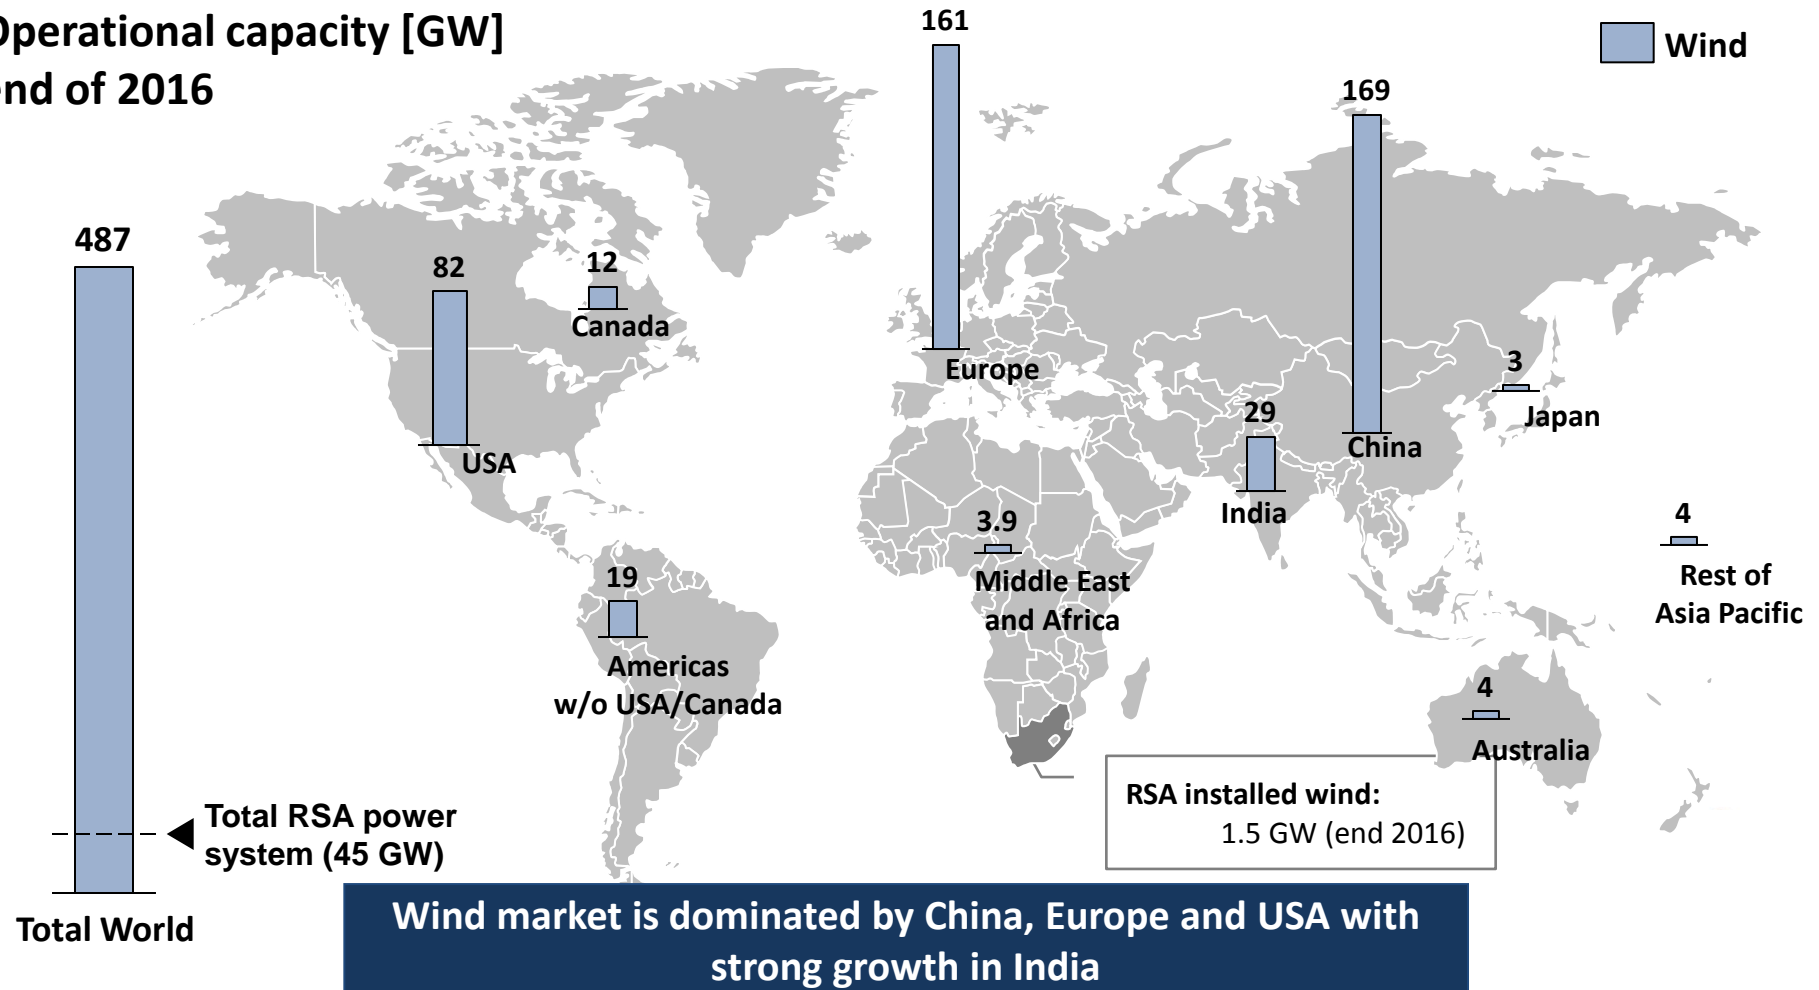 Operational capacity [GW]
end of 2016
Wind
161
169
487
82
12
Canada
Europe
3
Japan
29
China
USA
India
3.9
4
Middle East
and Africa
Rest of
Asia Pacific
19
Americas
w/o USA/Canada
4
Australia
RSA installed wind:
1.5 GW (end 2016)
Total RSA power
system (45 GW)
Total World
Wind market is dominated by China, Europe and USA with
strong growth in India